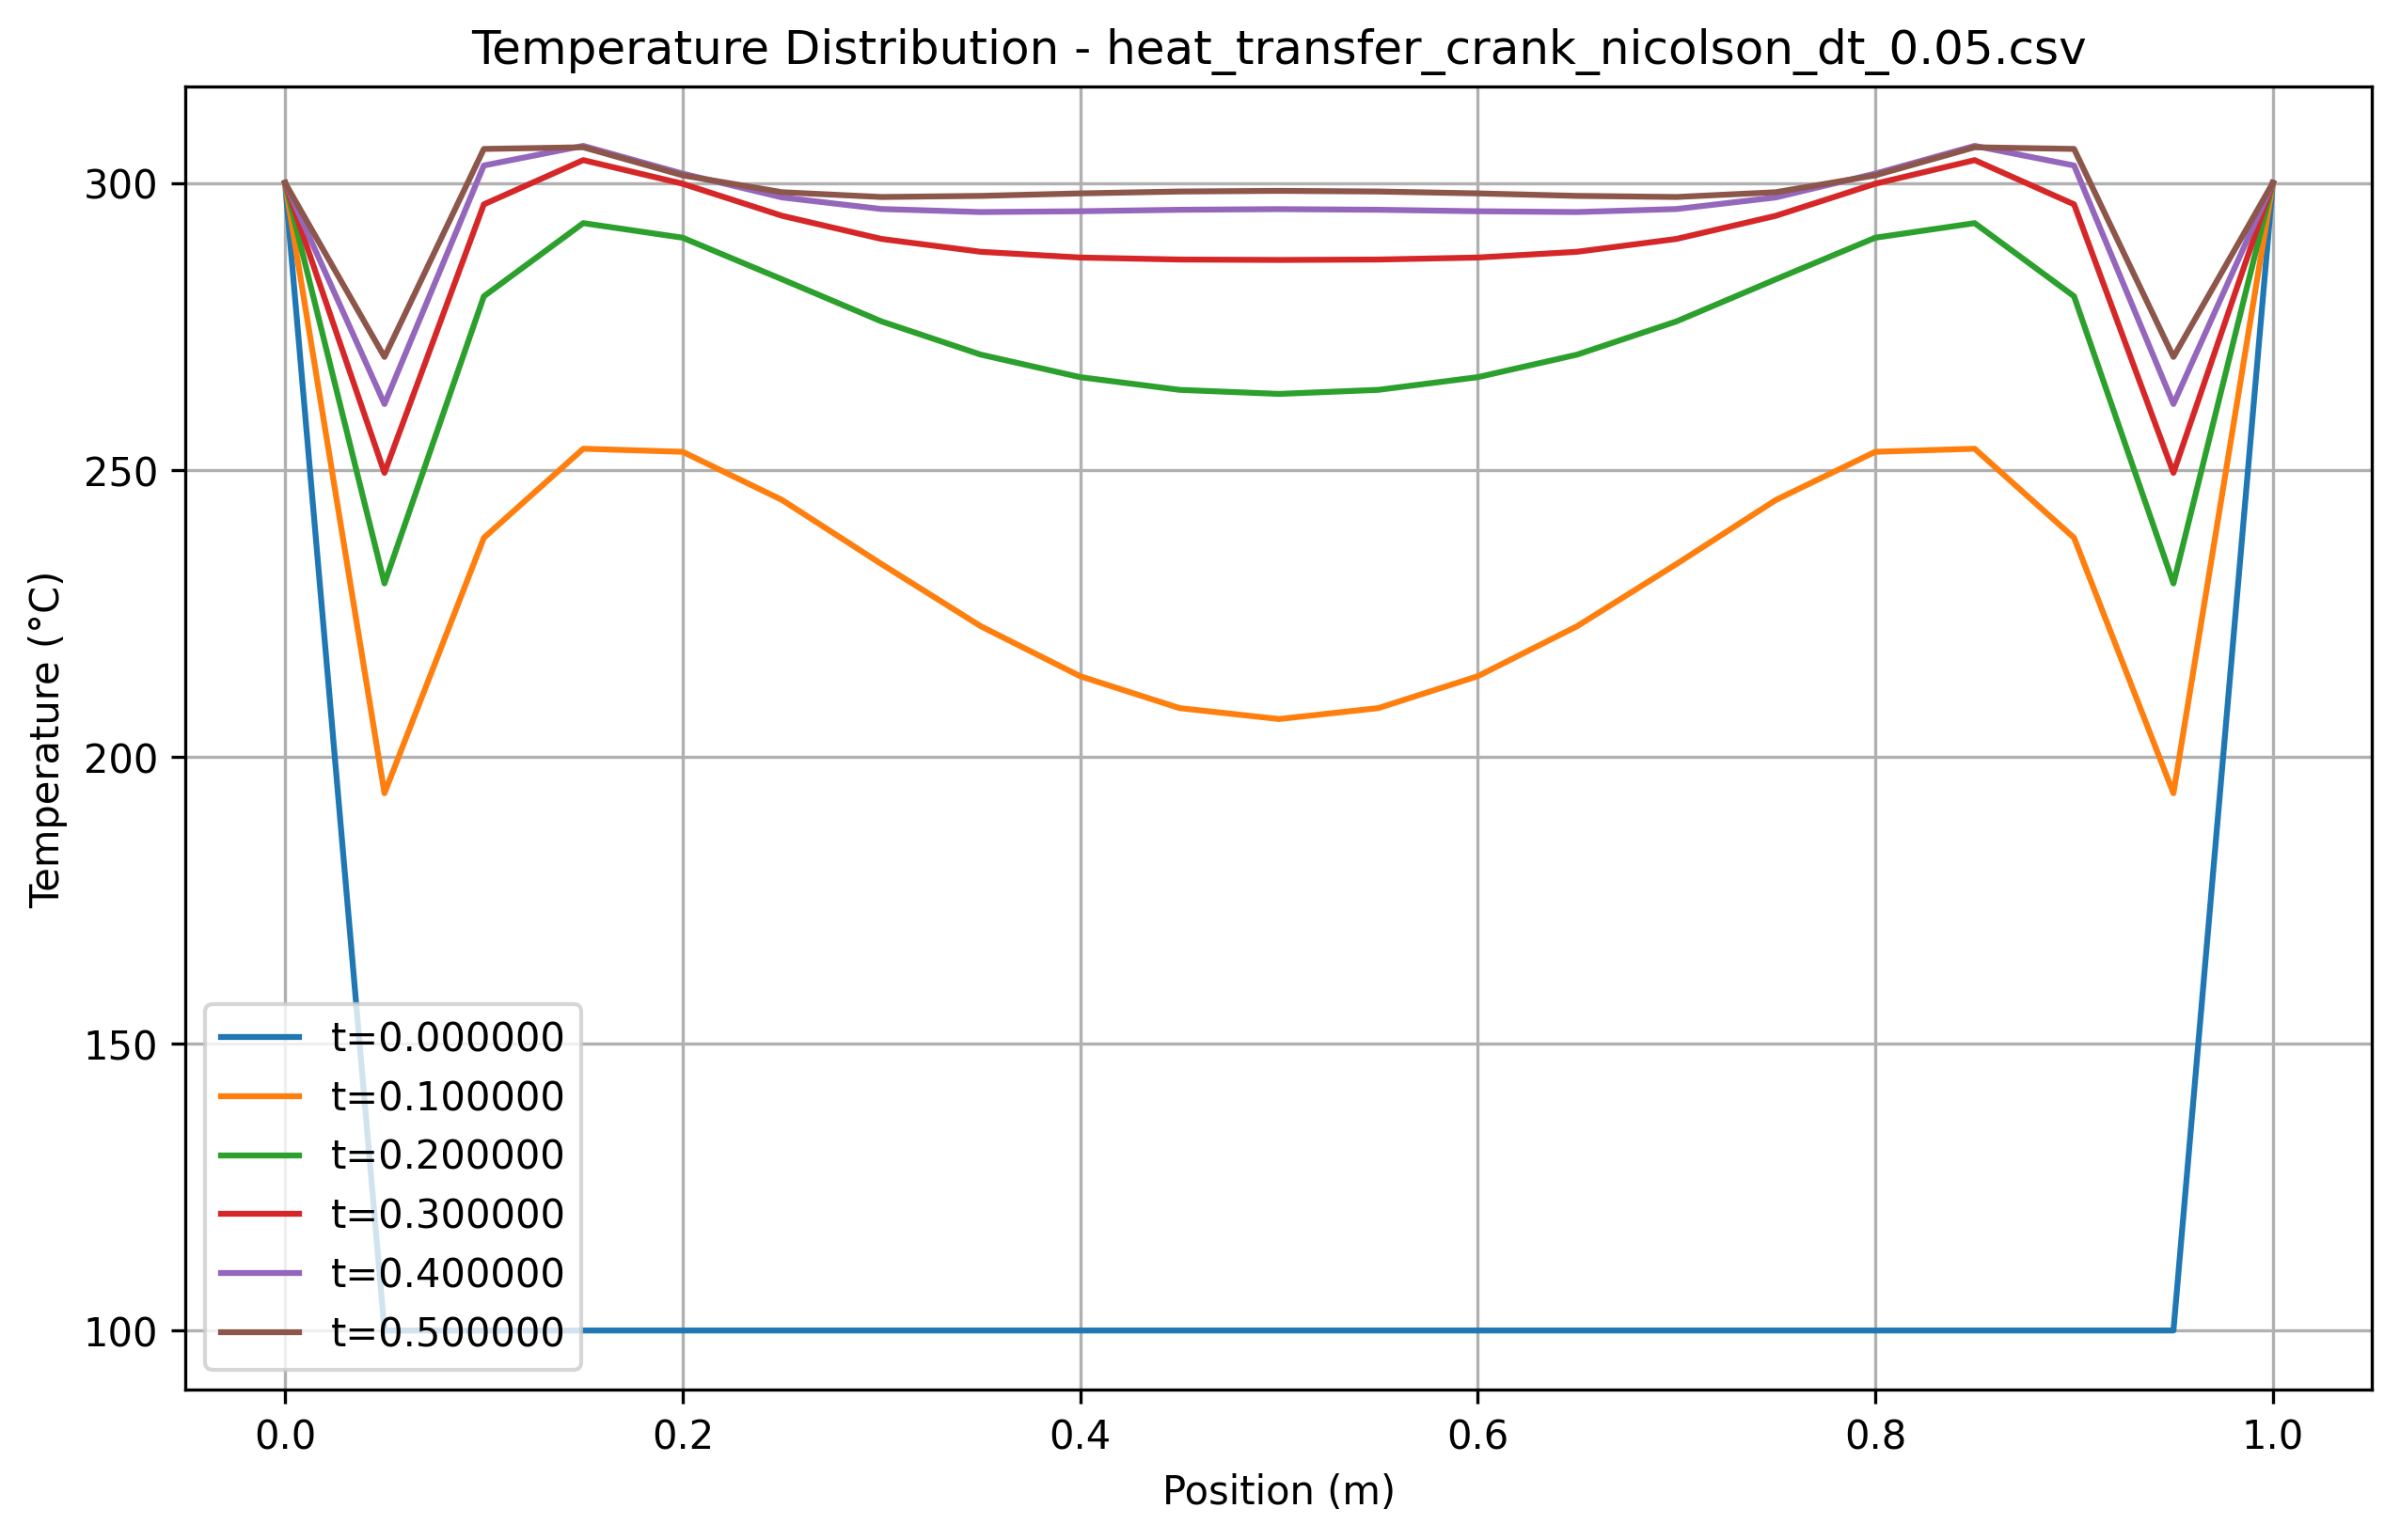 Temperature Distribution - heat_transfer_crank_nicolson_dt_0.05.csv
Temperature (°C)
300
250
200
150
100
t=0.000000
t=0.100000
t=0.200000
t=0.300000
t=0.400000
t=0.500000
0.0 0.2 0.4 0.6 0.8 1.0
Position (m)